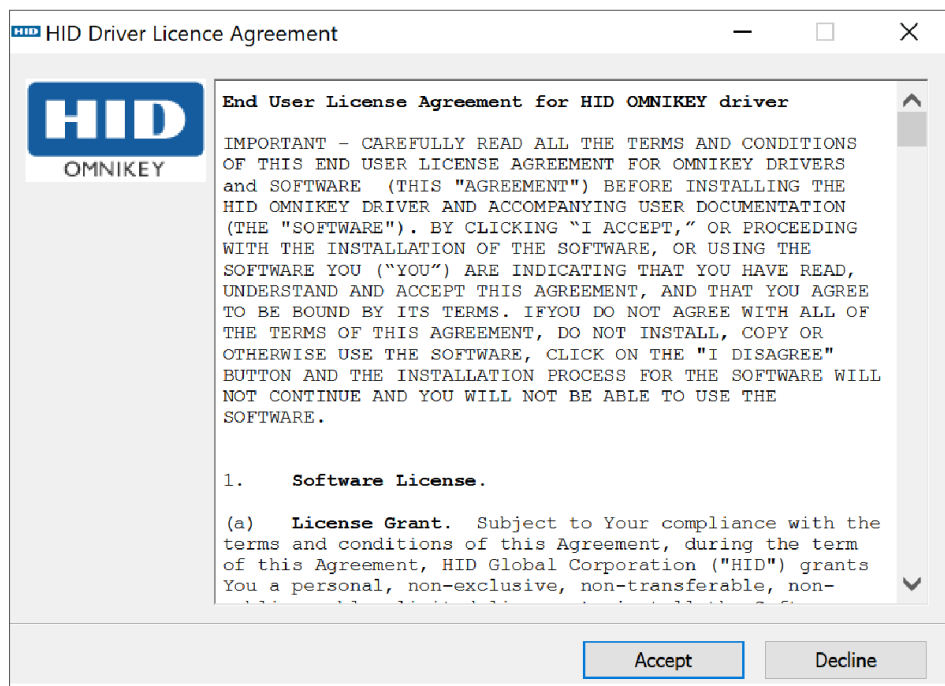 HID HID Driver Licence Agreement
HID
OMNIKEY
End User License Agreement for HID OMNIKEY driver
IMPORTANT – CAREFULLY READ ALL THE TERMS AND CONDITIONS
OF THIS END USER LICENSE AGREEMENT FOR OMNIKEY DRIVERS
and SOFTWARE (THIS "AGREEMENT") BEFORE INSTALLING THE
HID OMNIKEY DRIVER AND ACCOMPANYING USER DOCUMENTATION
(THE "SOFTWARE"). BY CLICKING “I ACCEPT,” OR PROCEEDING
WITH THE INSTALLATION OF THE SOFTWARE, OR USING THE
SOFTWARE YOU (“YOU”) ARE INDICATING THAT YOU HAVE READ,
UNDERSTAND AND ACCEPT THIS AGREEMENT, AND THAT YOU AGREE
TO BE BOUND BY ITS TERMS. IFYOU DO NOT AGREE WITH ALL OF
THE TERMS OF THIS AGREEMENT, DO NOT INSTALL, COPY OR
OTHERWISE USE THE SOFTWARE, CLICK ON THE "I DISAGREE"
BUTTON AND THE INSTALLATION PROCESS FOR THE SOFTWARE WILL
NOT CONTINUE AND YOU WILL NOT BE ABLE TO USE THE
SOFTWARE.
1. Software License.
(a) License Grant. Subject to Your compliance with the
terms and conditions of this Agreement, during the term
of this Agreement, HID Global Corporation ("HID") grants
You a personal, non-exclusive, non-transferable, non-
Accept
Decline